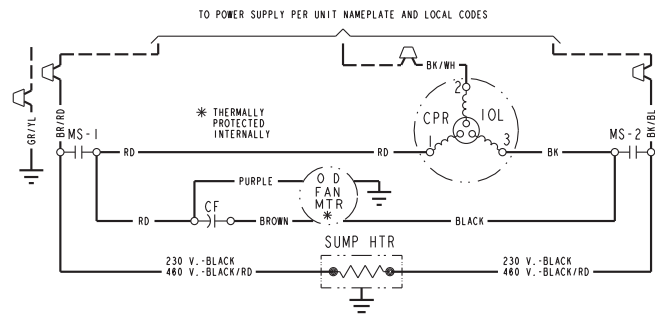 TO POWER SUPPLY PER UNIT NAMEPLATE AND LOCAL CODES
BK/WH
GR/YL
BR/RD
BK/BL
* THERMALLY
PROTECTED
INTERNALLY
2
CPR
IOL
1
3
MS-1
MS-2
RD
RD
BK
PURPLE
O D
FAN
MTR
*
CF
RD
BROWN
BLACK
SUMP HTR
230 V.-BLACK
460 V.-BLACK/RD
230 V.-BLACK
460 V.-BLACK/RD